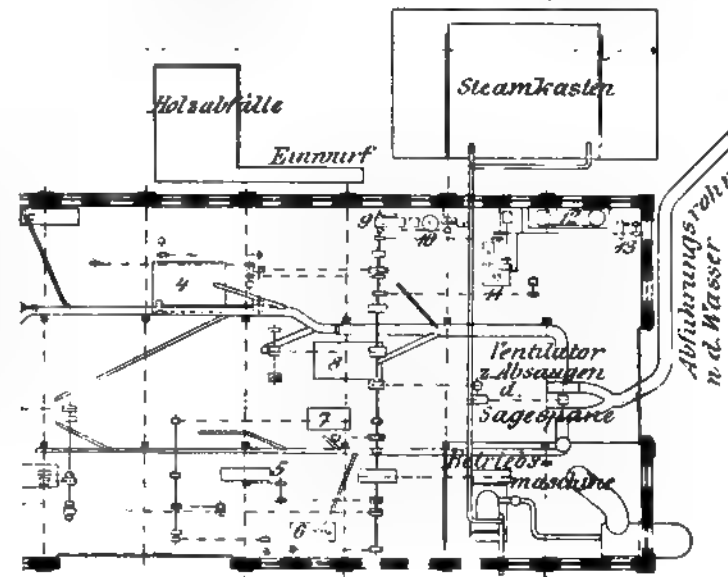 Holzabfälle
Steamkasten
Einwurf
9
10
12
13
4
11
Abführungsrohr
n d. Wasser
8
Ventilator
z. Absaugen
d.
Sagespäne
7
5
Betriebs
maschine
6